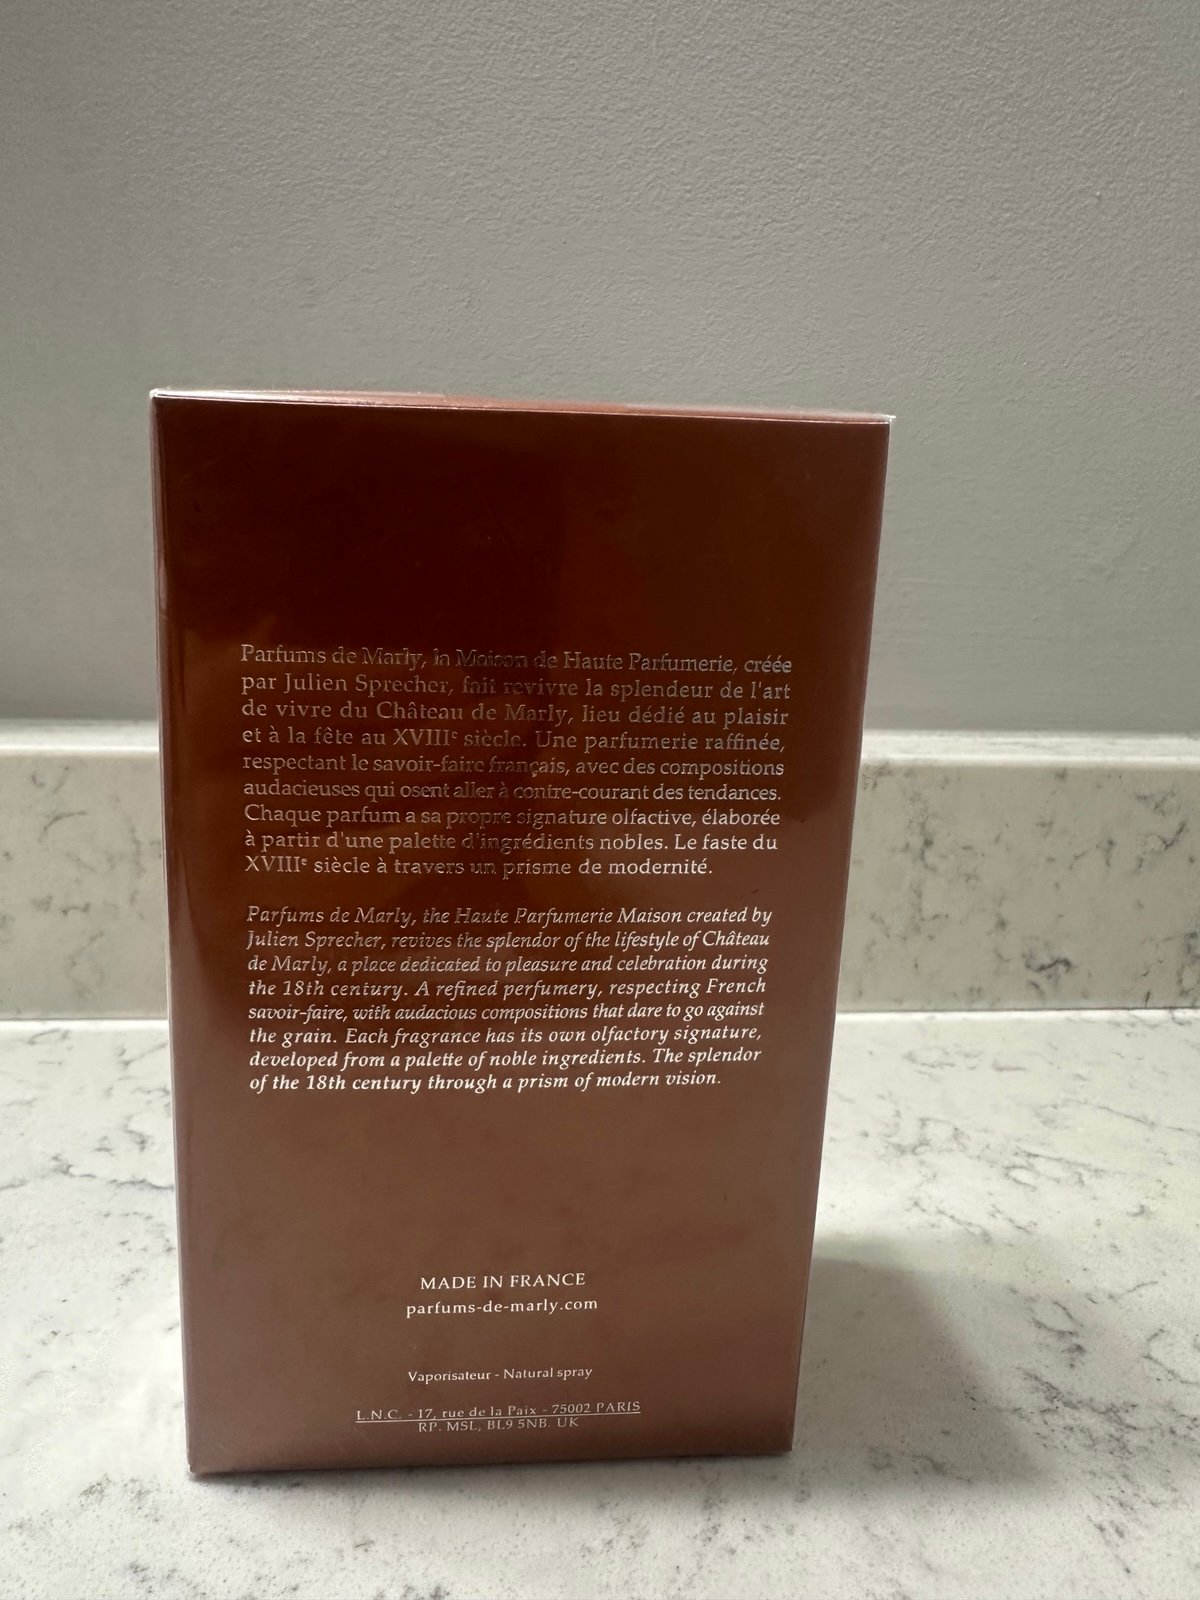 Parfums de Marly, la Maison de Haute Parfumerie, créée
par Julien Sprecher, fait revivre la splendeur de l'art
de vivre du Château de Marly, lieu dédié au plaisir
et à la fête au XVIIIᵉ siècle. Une parfumerie raffinée,
respectant le savoir-faire français, avec des compositions
audacieuses qui osent aller à contre-courant des tendances.
Chaque parfum a sa propre signature olfactive, élaborée
à partir d'une palette d'ingrédients nobles. Le faste du
XVIIIᵉ siècle à travers un prisme de modernité.
Parfums de Marly, the Haute Parfumerie Maison created by
Julien Sprecher, revives the splendor of the lifestyle of Château
de Marly, a place dedicated to pleasure and celebration during
the 18th century. A refined perfumery, respecting French
savoir-faire, with audacious compositions that dare to go against
the grain. Each fragrance has its own olfactory signature,
developed from a palette of noble ingredients. The splendor
of the 18th century through a prism of modern vision.
MADE IN FRANCE
parfums-de-marly.com
Vaporisateur - Natural spray
L.N.C. - 17, rue de la Paix - 75002 PARIS
RP. MSL, BL9 5NB. UK